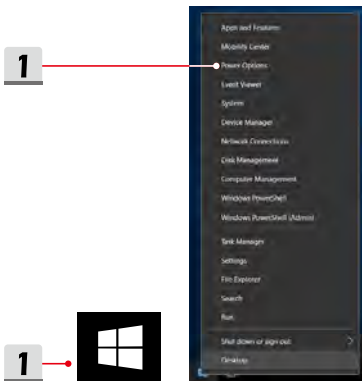 Apps and Features
Mobility Center
1
Power Options
Event Viewer
System
Device Manager
Network Connections
Disk Management
Computer Management
Windows PowerShell
Windows PowerShell (Admin)
Task Manager
Settings
File Explorer
Search
Run
Shut down or sign out
1
Desktop